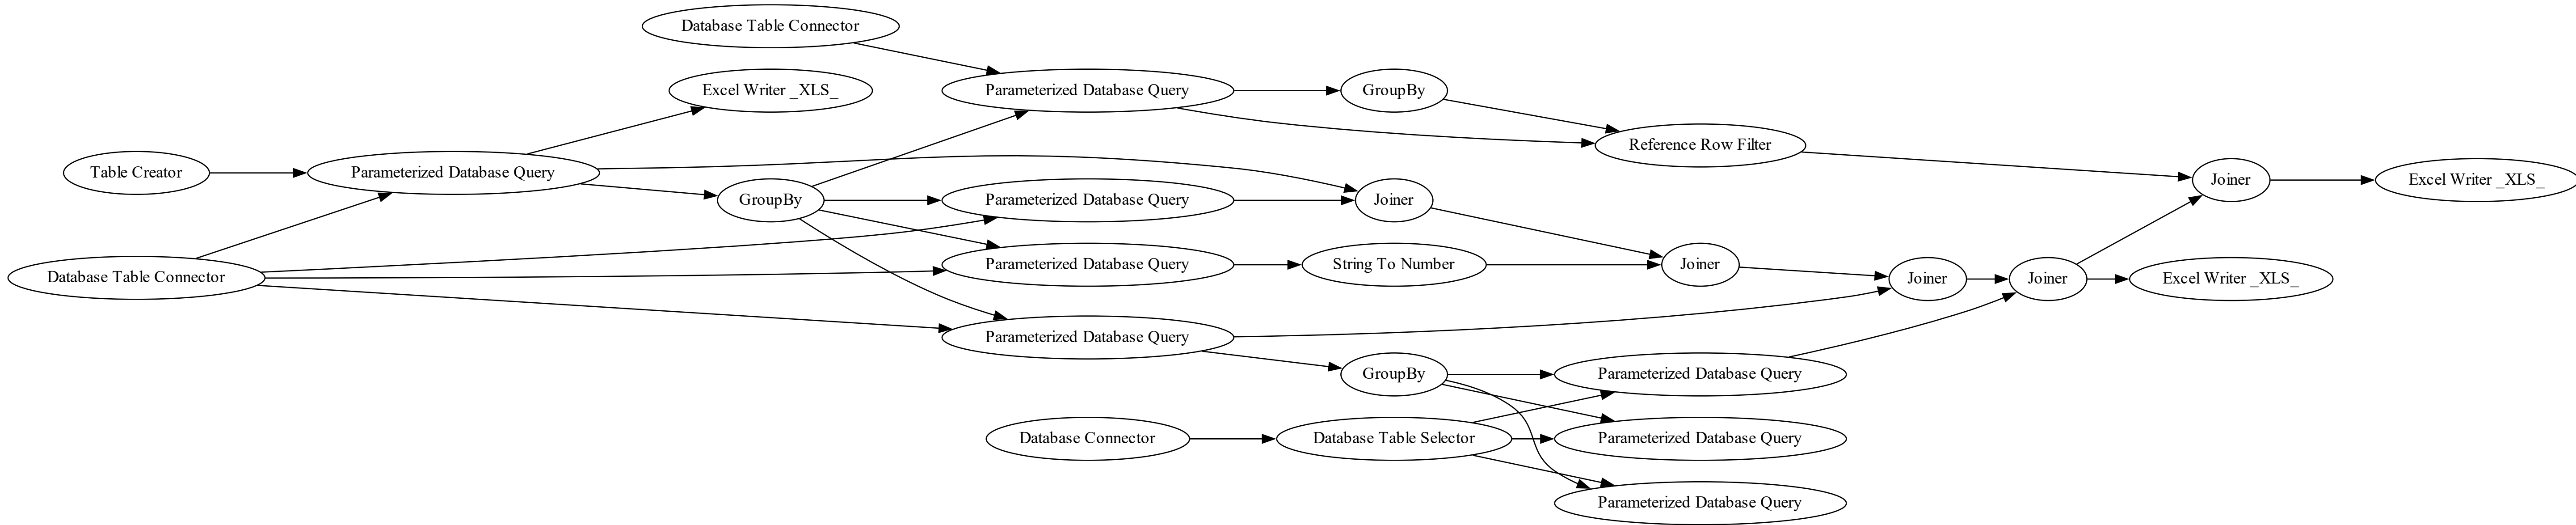 Database Table Connector
Excel Writer _XLS_
Parameterized Database Query
GroupBy
Reference Row Filter
Table Creator
Parameterized Database Query
Joiner
Excel Writer _XLS_
GroupBy
Parameterized Database Query
Joiner
Database Table Connector
Parameterized Database Query
String To Number
Joiner
Joiner
Joiner
Excel Writer _XLS_
Parameterized Database Query
GroupBy
Parameterized Database Query
Database Connector
Database Table Selector
Parameterized Database Query
Parameterized Database Query